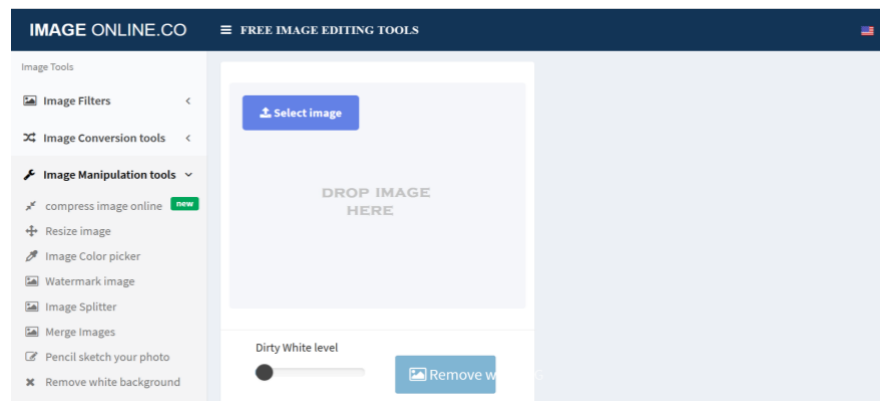 IMAGE ONLINE.CO
FREE IMAGE EDITING TOOLS
Image Tools
Image Filters
Image Conversion tools
Image Manipulation tools
compress image online new
Resize image
Image Color picker
Watermark image
Image Splitter
Merge Images
Pencil sketch your photo
Remove white background
Select image
DROP IMAGE
HERE
Dirty White level
Remove w